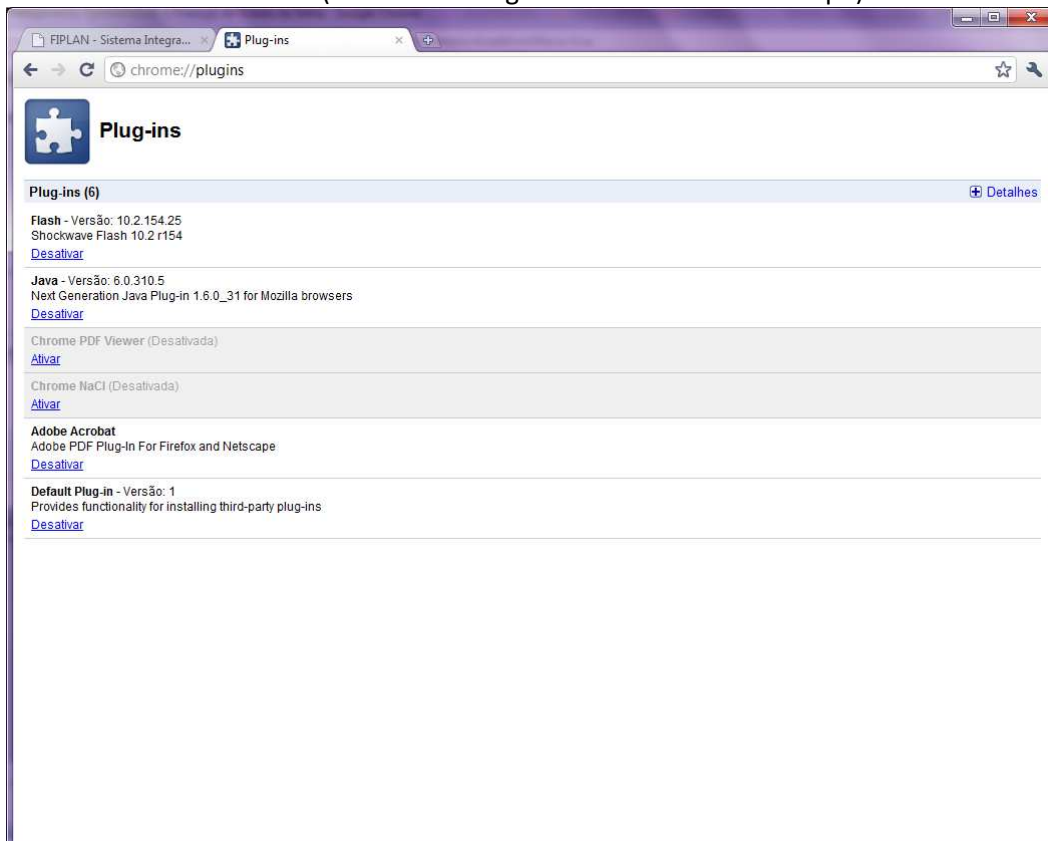 FIPLAN - Sistema Integra...
Plug-ins
chrome://plugins
Plug-ins
Plug-ins (6)
Detalhes
Flash - Versão: 10.2.154.25
Shockwave Flash 10.2 r154
Desativar
Java - Versão: 6.0.310.5
Next Generation Java Plug-in 1.6.0_31 for Mozilla browsers
Desativar
Chrome PDF Viewer (Desativada)
Ativar
Chrome NaCl (Desativada)
Ativar
Adobe Acrobat
Adobe PDF Plug-In For Firefox and Netscape
Desativar
Default Plug-in - Versão: 1
Provides functionality for installing third-party plug-ins
Desativar